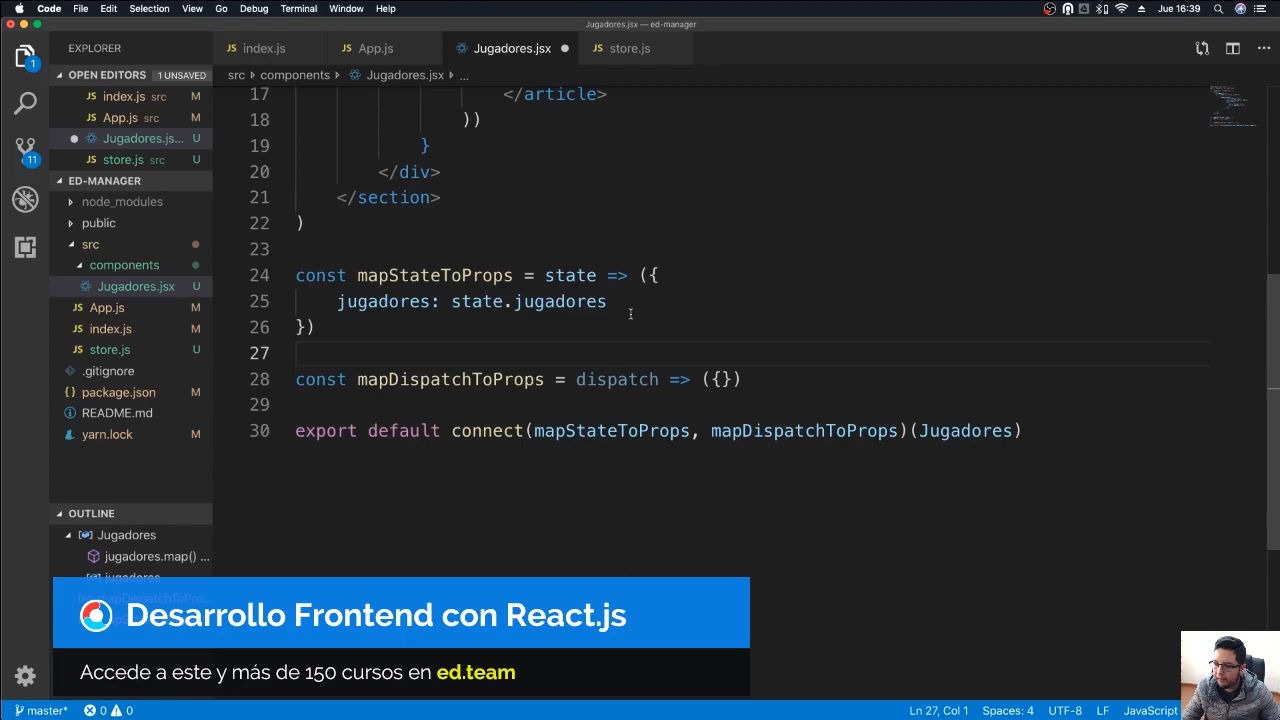 Code File Edit Selection View Go Debug Terminal Window Help
Jue 16:39
Jugadores.jsx — ed-manager
EXPLORER
index.js
App.js
Jugadores.jsx
store.js
OPEN EDITORS 1 UNSAVED
src › components › Jugadores.jsx › ...
index.js src M
App.js src M
Jugadores.js... U
store.js src U
ED-MANAGER
node_modules
public
src
components
Jugadores.jsx U
App.js M
index.js M
store.js U
.gitignore
package.json M
README.md
yarn.lock M
OUTLINE
Jugadores
jugadores.map() ...
jugadores
1
11
17 </article>
18 ))
19 }
20 </div>
21 </section>
22 )
23
24 const mapStateToProps = state => ({
25 jugadores: state.jugadores
26 })
27
28 const mapDispatchToProps = dispatch => ({})
29
30 export default connect(mapStateToProps, mapDispatchToProps)(Jugadores)
Desarrollo Frontend con React.js
Accede a este y más de 150 cursos en ed.team
master* 0 0
Ln 27, Col 1 Spaces: 4 UTF-8 LF JavaScript